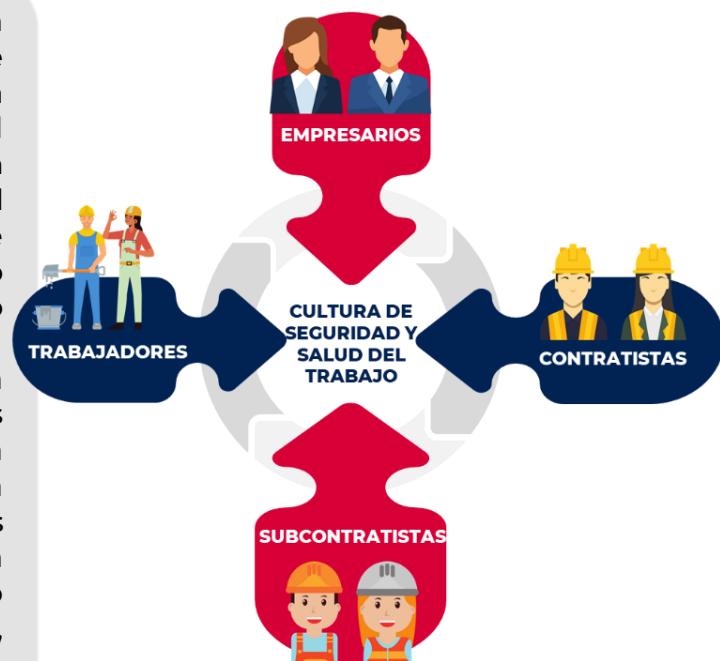 EMPRESARIOS
TRABAJADORES
CULTURA DE
SEGURIDAD Y
SALUD DEL
TRABAJO
CONTRATISTAS
SUBCONTRATISTAS